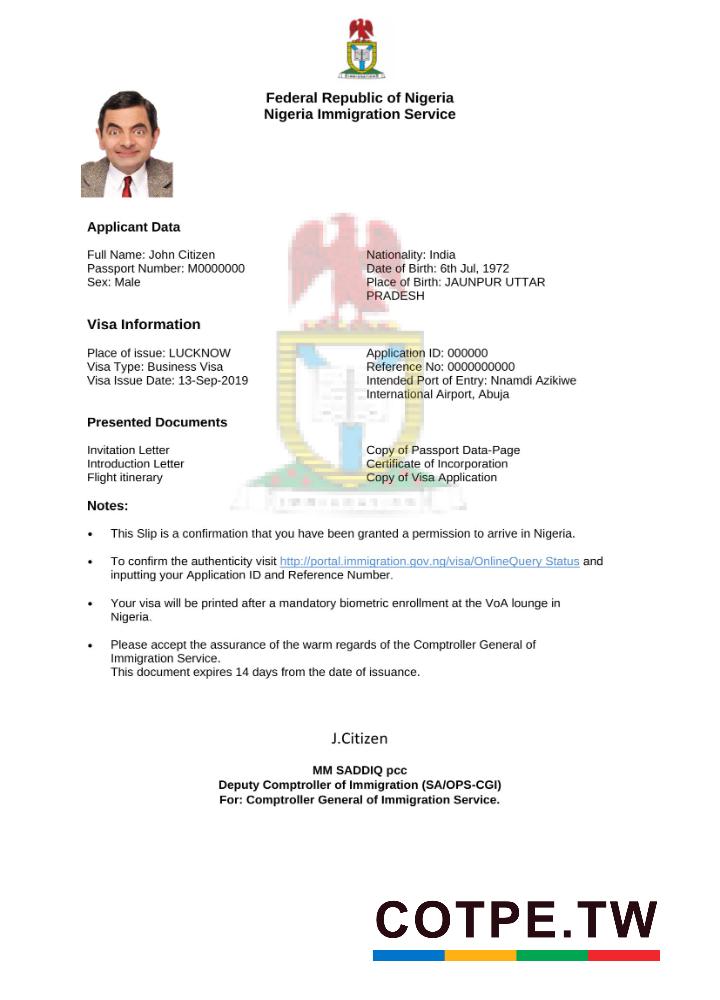 Federal Republic of Nigeria
Nigeria Immigration Service
Applicant Data
Full Name: John Citizen
Passport Number: M0000000
Sex: Male
Nationality: India
Date of Birth: 6th Jul, 1972
Place of Birth: JAUNPUR UTTAR
PRADESH
Visa Information
Place of issue: LUCKNOW
Visa Type: Business Visa
Visa Issue Date: 13-Sep-2019
Application ID: 000000
Reference No: 0000000000
Intended Port of Entry: Nnamdi Azikiwe
International Airport, Abuja
Presented Documents
Invitation Letter
Introduction Letter
Flight itinerary
Copy of Passport Data-Page
Certificate of Incorporation
Copy of Visa Application
Notes:
• This Slip is a confirmation that you have been granted a permission to arrive in Nigeria.
• To confirm the authenticity visit http://portal.immigration.gov.ng/visa/OnlineQuery Status and
inputting your Application ID and Reference Number.
• Your visa will be printed after a mandatory biometric enrollment at the VoA lounge in
Nigeria.
• Please accept the assurance of the warm regards of the Comptroller General of
Immigration Service.
This document expires 14 days from the date of issuance.
J.Citizen
MM SADDIQ pcc
Deputy Comptroller of Immigration (SA/OPS-CGI)
For: Comptroller General of Immigration Service.
COTPE.TW